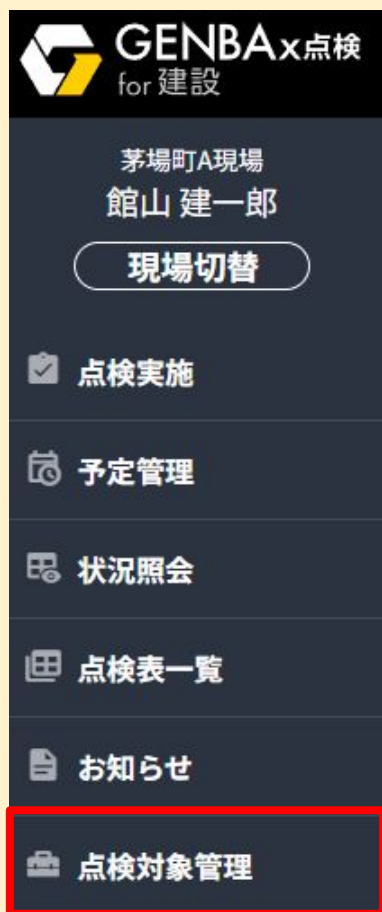 GENBAx点検
for 建設
茅場町A現場
館山 建一郎
現場切替
点検実施
予定管理
状況照会
点検表一覧
お知らせ
点検対象管理